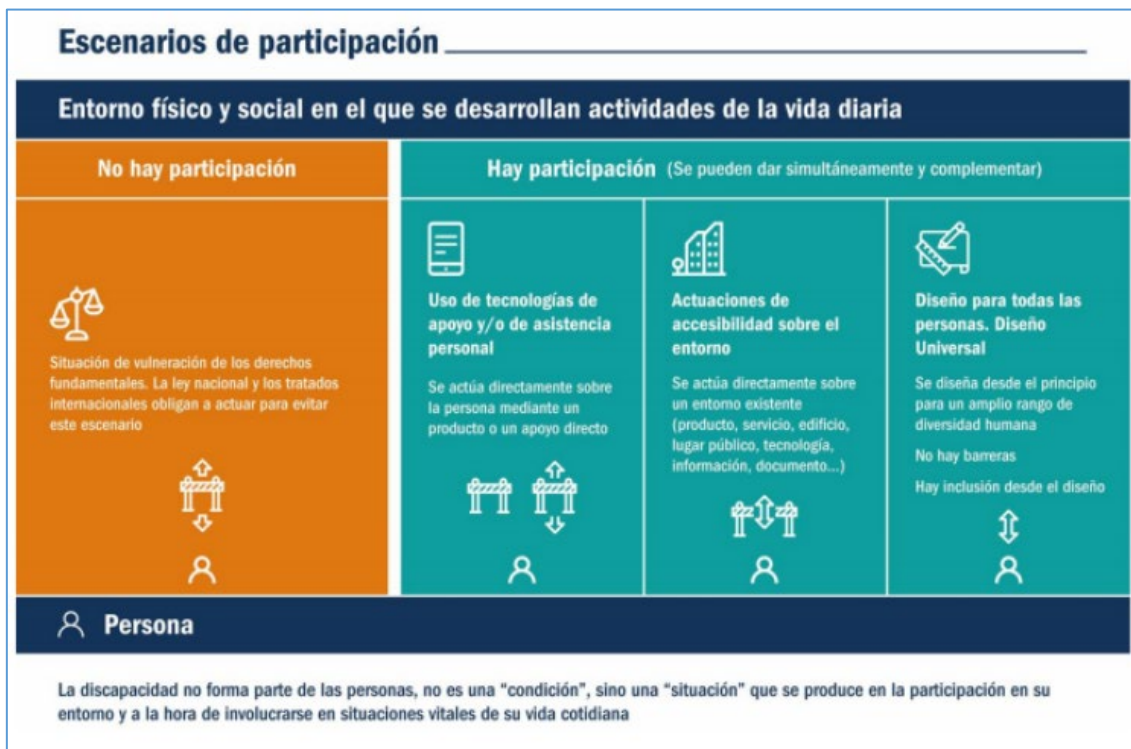 Escenarios de participación
Entorno físico y social en el que se desarrollan actividades de la vida diaria
No hay participación
Situación de vulneración de los derechos
fundamentales. La ley nacional y los tratados
internacionales obligan a actuar para evitar
este escenario
Hay participación (Se pueden dar simultáneamente y complementar)
Uso de tecnologías de
apoyo y/o de asistencia
personal
Se actúa directamente sobre
la persona mediante un
producto o un apoyo directo
Actuaciones de
accesibilidad sobre el
entorno
Se actúa directamente sobre
un entorno existente
(producto, servicio, edificio,
lugar público, tecnología,
información, documento...)
Diseño para todas las
personas. Diseño
Universal
Se diseña desde el principio
para un amplio rango de
diversidad humana
No hay barreras
Hay inclusión desde el diseño
Persona
La discapacidad no forma parte de las personas, no es una “condición”, sino una “situación” que se produce en la participación en su
entorno y a la hora de involucrarse en situaciones vitales de su vida cotidiana